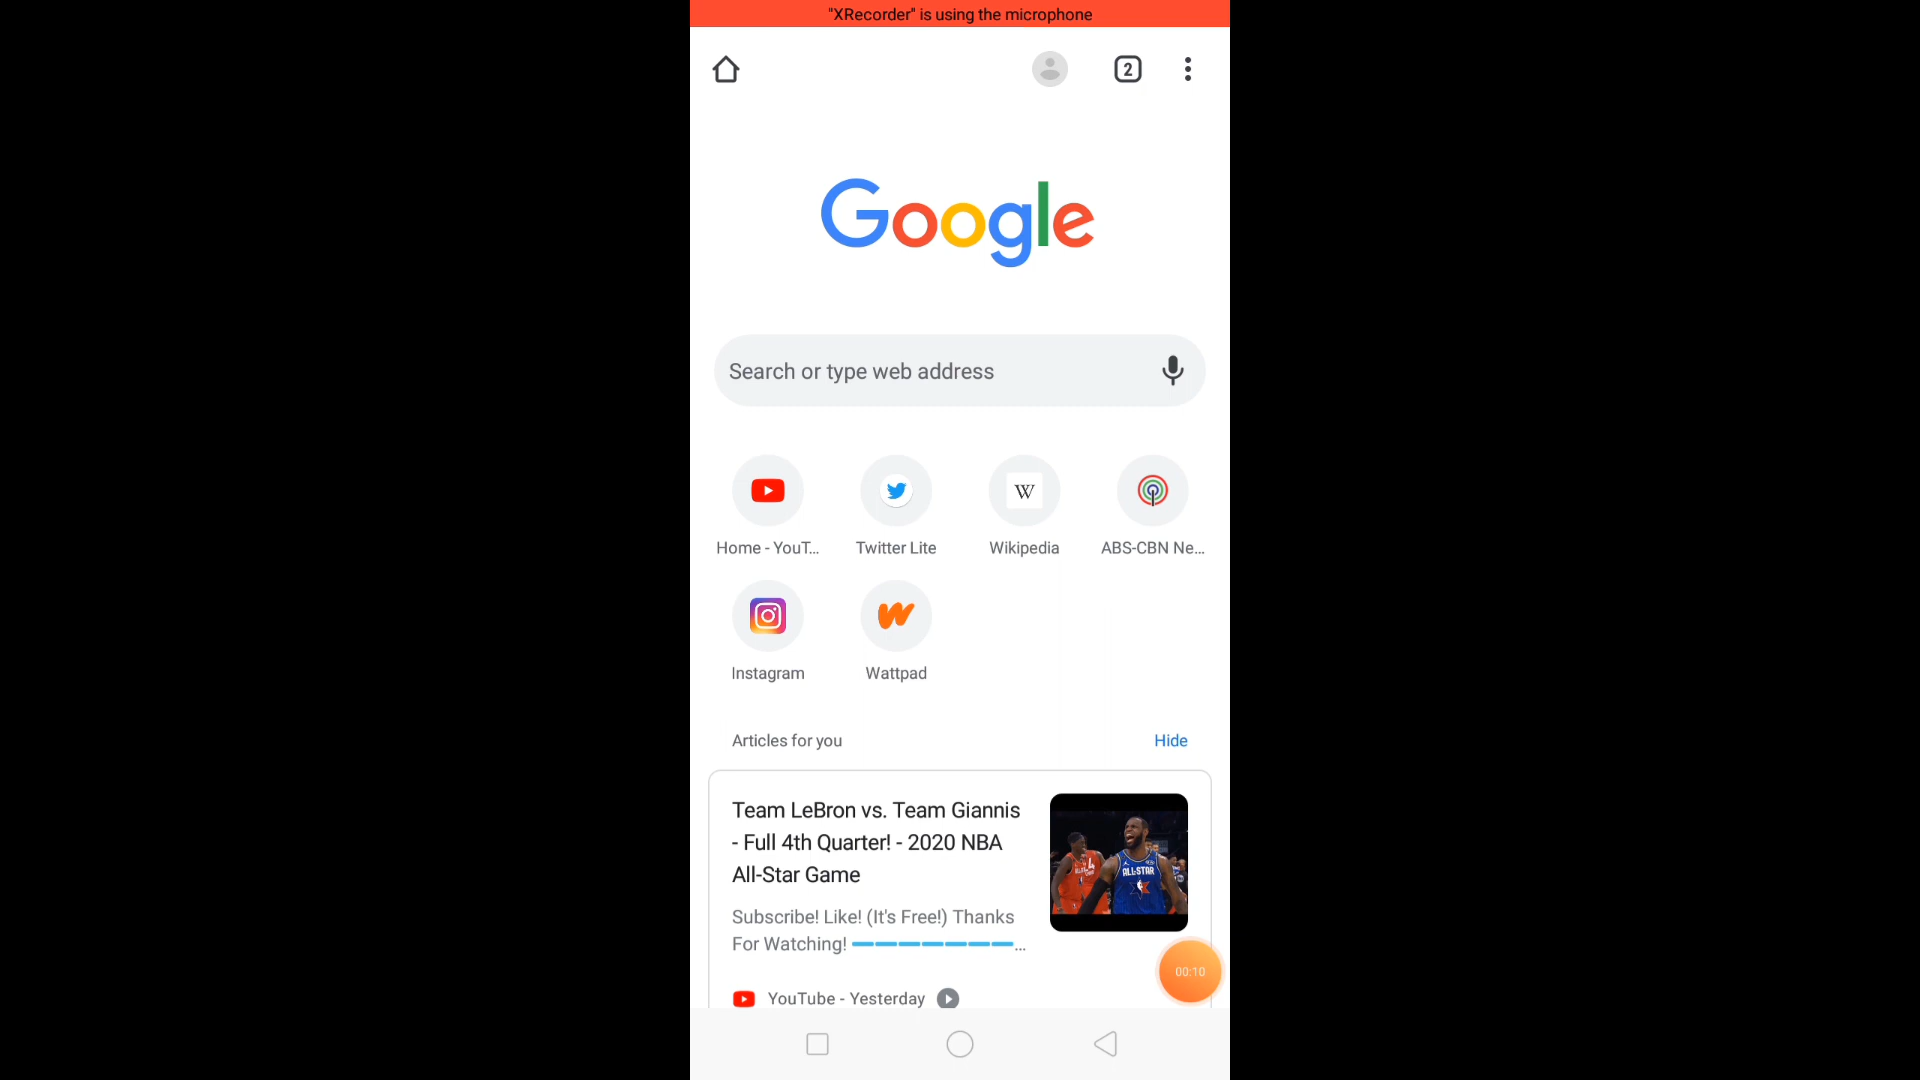 "XRecorder" is using the microphone
2
Google
Search or type web address
W
Home - YouT...
Twitter Lite
Wikipedia
ABS-CBN Ne...
Instagram
Wattpad
Articles for you
Hide
Team LeBron vs. Team Giannis
- Full 4th Quarter! - 2020 NBA
All-Star Game
ALL-STAR
Subscribe! Like! (It's Free!) Thanks
For Watching! ▬▬▬▬▬▬▬...
00:10
YouTube - Yesterday